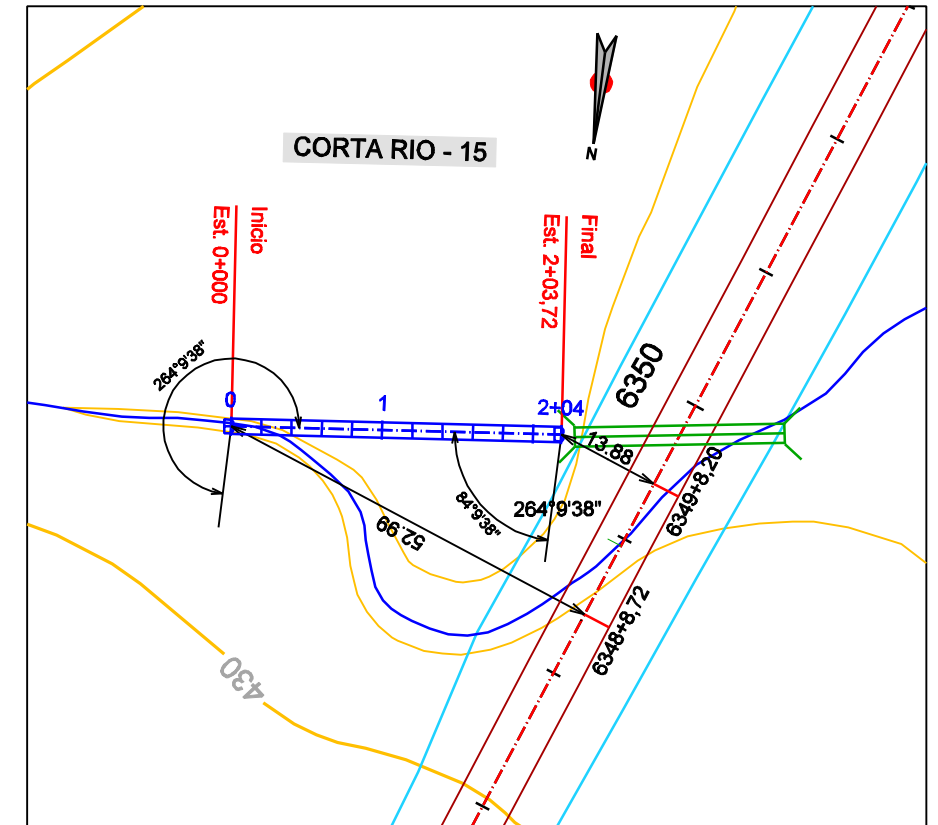 N
CORTA RIO - 15
Início
Est. 0+000
Final
Est. 2+03,72
264°9'38"
0
1
2+04
6350
13.88
6349+8,20
264°9'38"
84°9'38"
52.99
6348+8,72
430